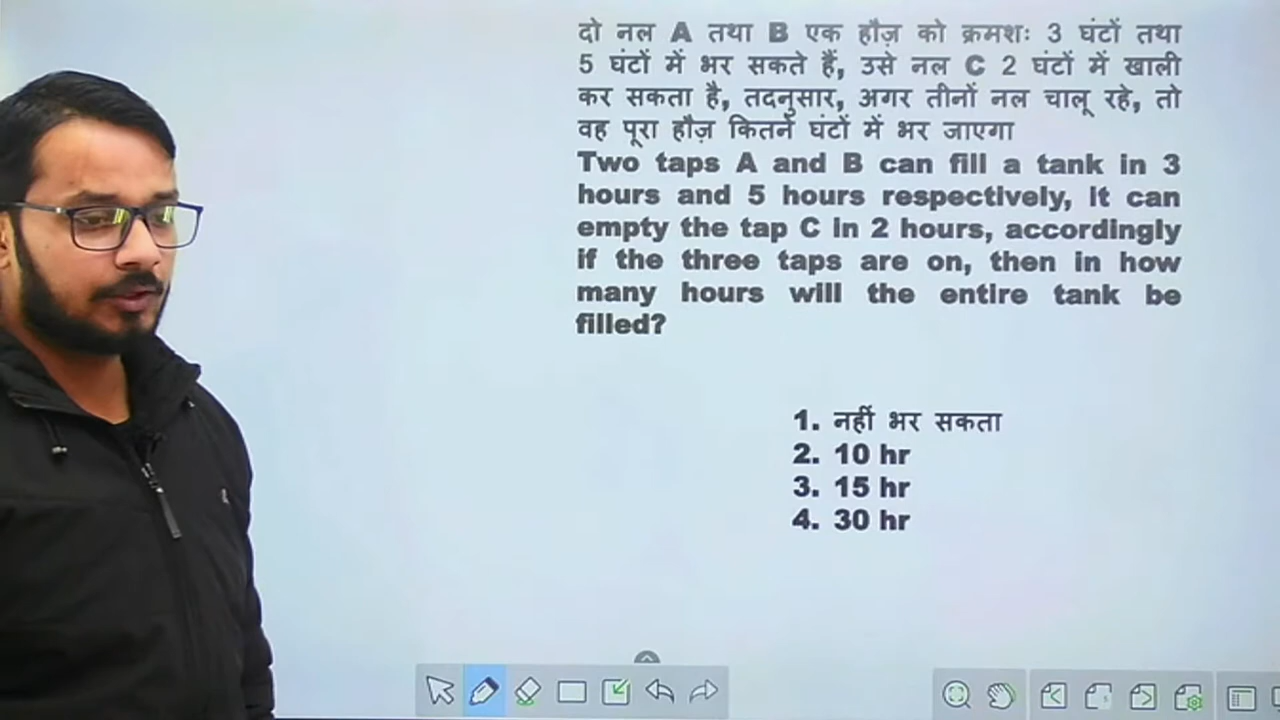 दो नल A तथा B एक हौज़ को क्रमशः 3 घंटों तथा
5 घंटों में भर सकते हैं, उसे नल C 2 घंटों में खाली
कर सकता है, तदनुसार, अगर तीनों नल चालू रहे, तो
वह पूरा हौज़ कितने घंटों में भर जाएगा
Two taps A and B can fill a tank in 3
hours and 5 hours respectively, it can
empty the tap C in 2 hours, accordingly
if the three taps are on, then in how
many hours will the entire tank be
filled?
1. नहीं भर सकता
2. 10 hr
3. 15 hr
4. 30 hr